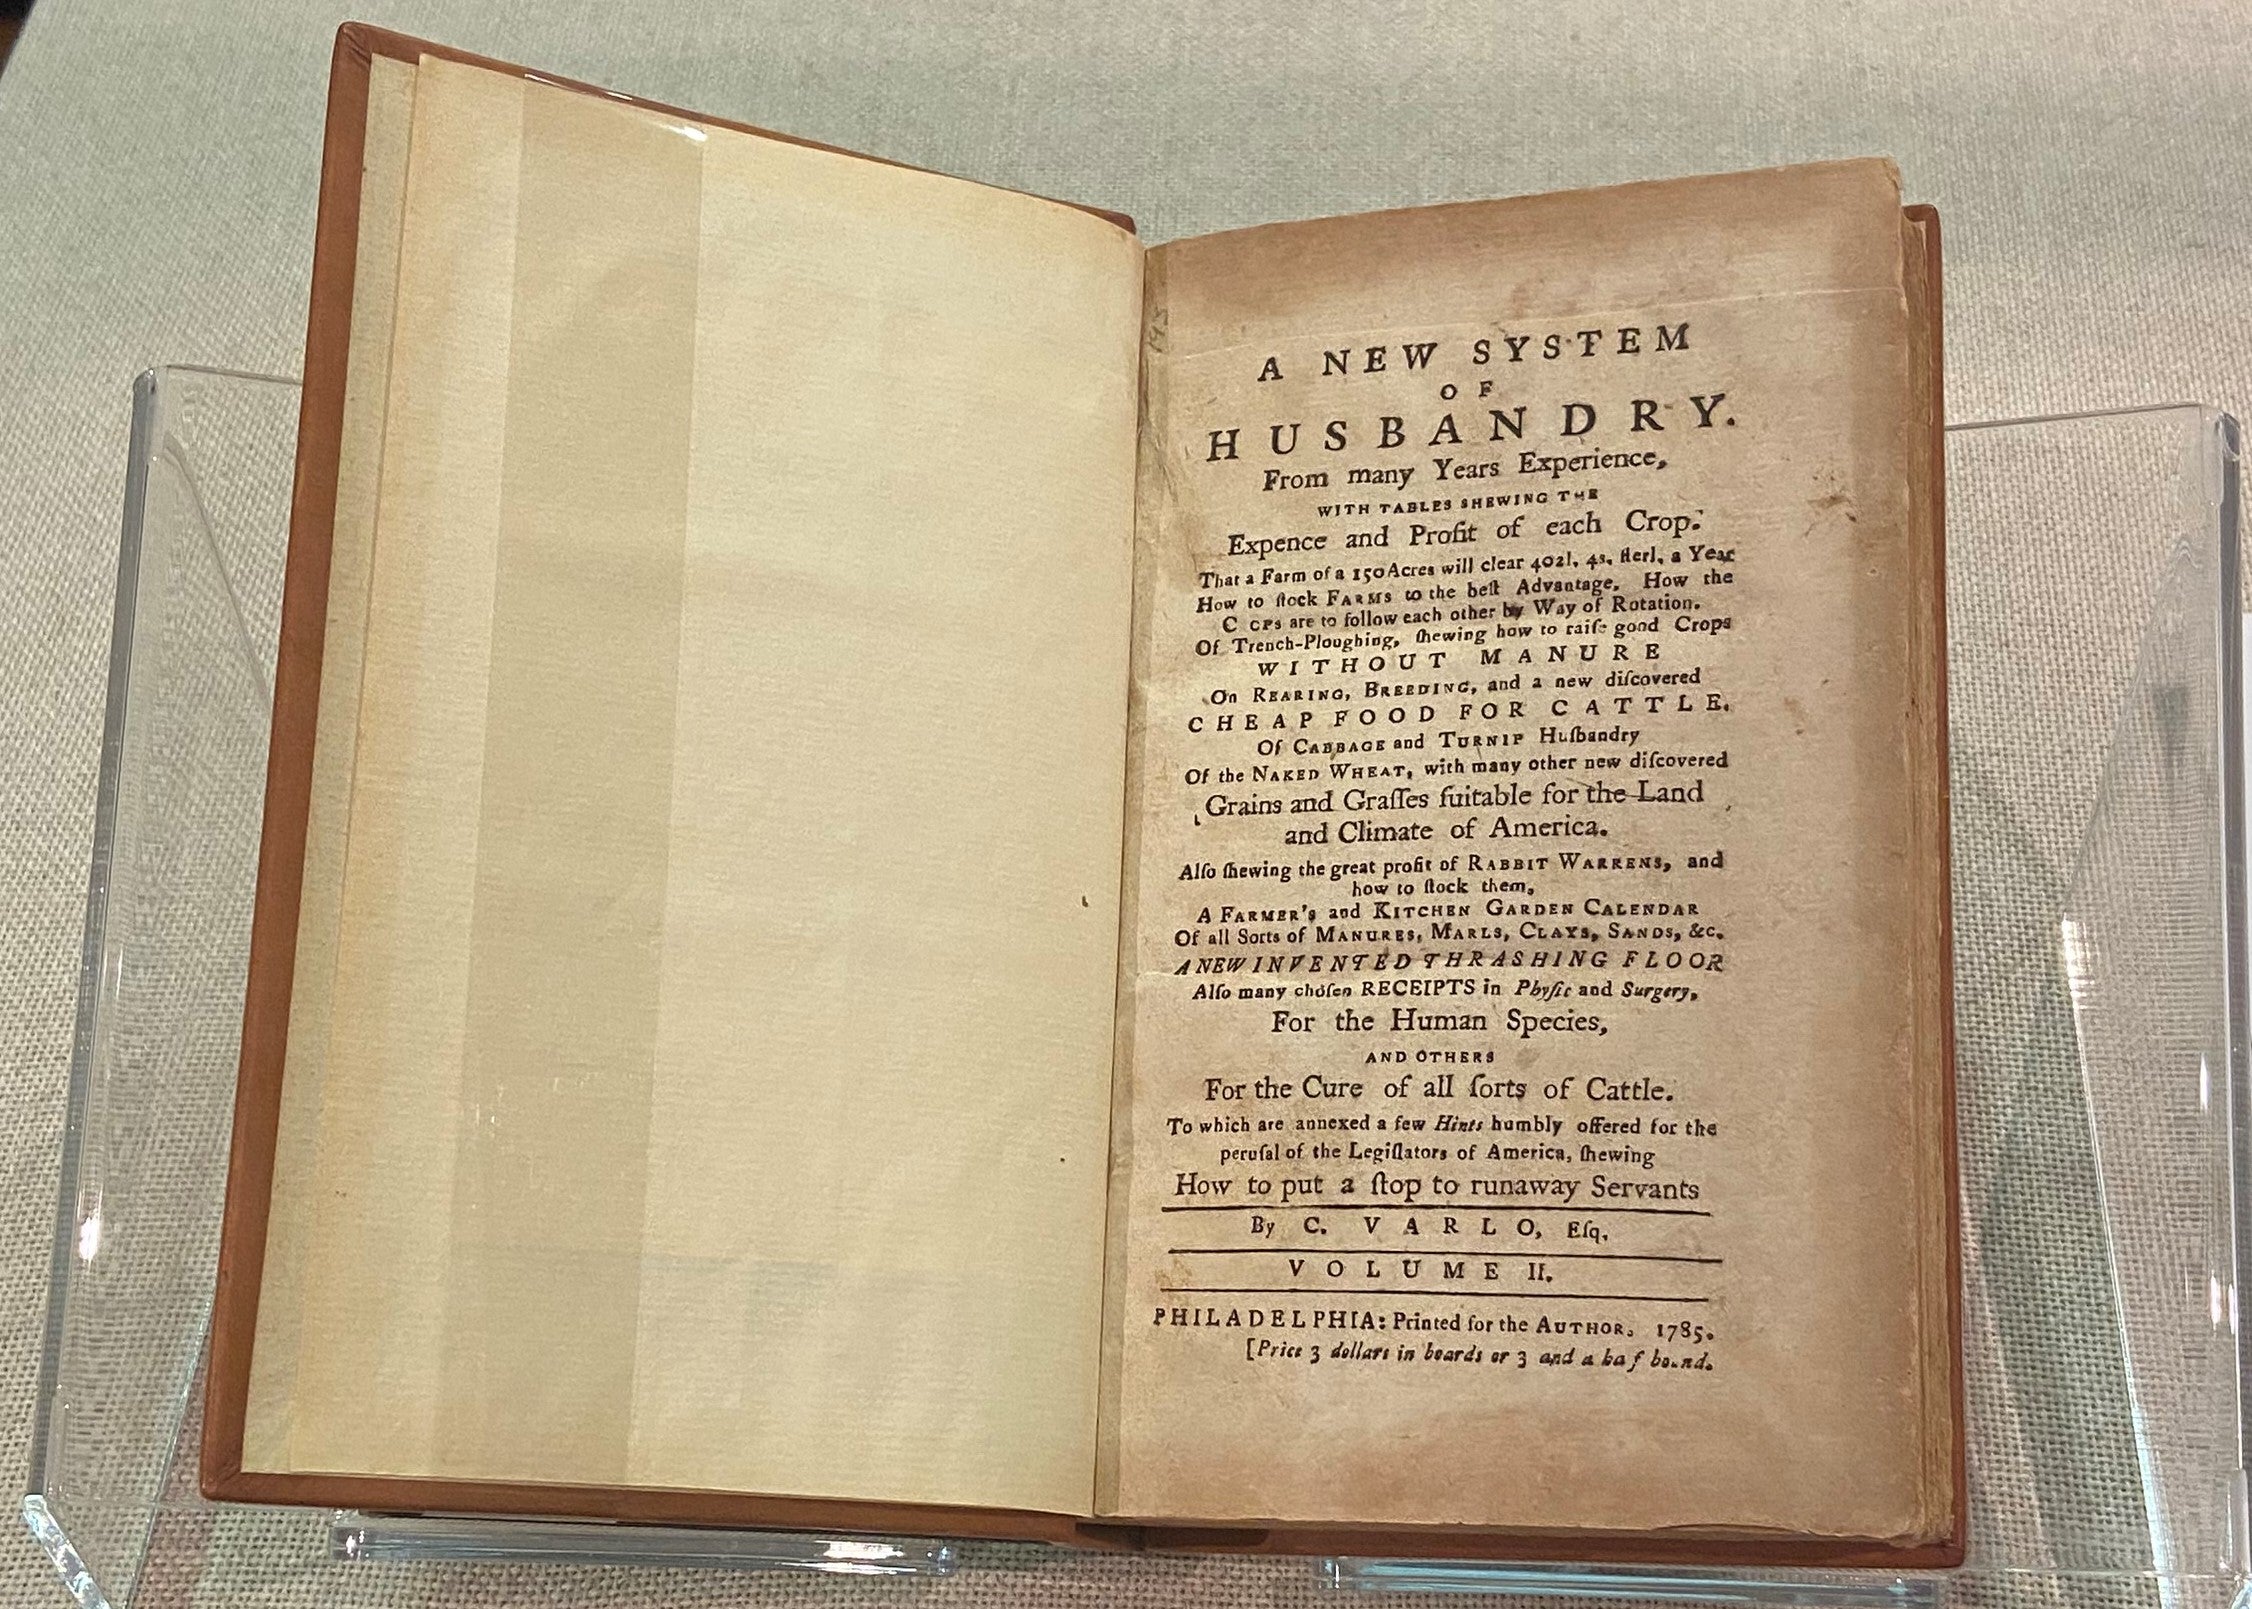 A NEW SYSTEM
OF
HUSBANDRY.
From many Years Experience,
WITH TABLES SHEWING THE
Expence and Profit of each Crop.
That a Farm of a 150 Acres will clear 402l. 4s. ſterl, a Year
How to ſtock FARMS to the beſt Advantage. How the
C OPS are to follow each other by Way of Rotation.
Of Trench-Ploughing, ſhewing how to raiſe good Crops
WITHOUT MANURE
On REARING, BREEDING, and a new diſcovered
CHEAP FOOD FOR CATTLE.
Of CABBAGE and TURNIP Huſbandry
Of the NAKED WHEAT, with many other new diſcovered
Grains and Graſſes ſuitable for the Land
and Climate of America.
Alſo ſhewing the great profit of RABBIT WARRENS, and
how to ſtock them,
A FARMER's and KITCHEN GARDEN CALENDAR
Of all Sorts of MANURES, MARLS, CLAYS, SANDS, &c.
A NEW INVENTED THRASHING FLOOR
Alſo many choſen RECEIPTS in Phyſic and Surgery,
For the Human Species,
AND OTHERS
For the Cure of all ſorts of Cattle.
To which are annexed a few Hints humbly offered for the
peruſal of the Legiſlators of America, ſhewing
How to put a ſtop to runaway Servants
By C. VARLO, Eſq.
VOLUME II.
PHILADELPHIA: Printed for the AUTHOR. 1785.
[Price 3 dollars in boards or 3 and a ha f bound.